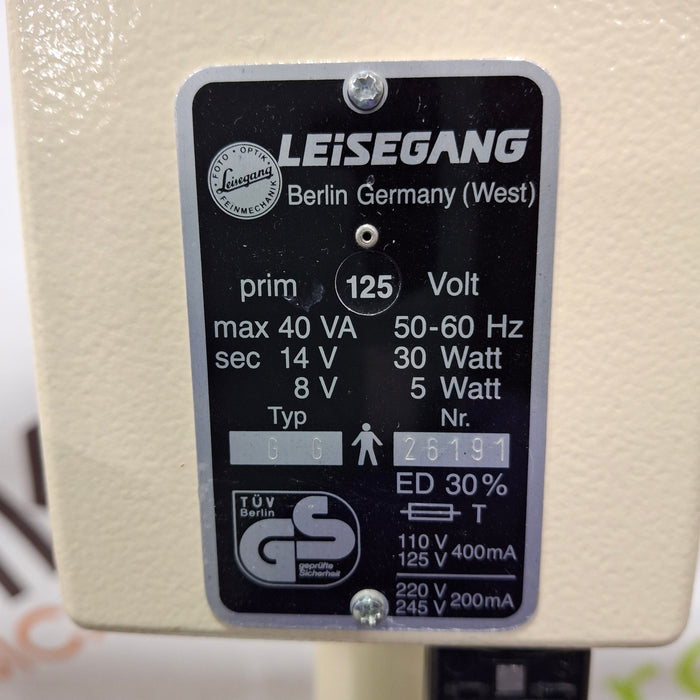 LEiSEGANG
FOTO · OPTIK · FEINMECHANIK
Leisegang
Berlin Germany (West)
prim 125 Volt
max 40 VA 50-60 Hz
sec 14 V 30 Watt
8 V 5 Watt
Typ Nr.
G G 26191
ED 30%
T
TÜV
Berlin
GS
geprüfte
Sicherheit
110 V
125 V 400mA
220 V
245 V 200mA